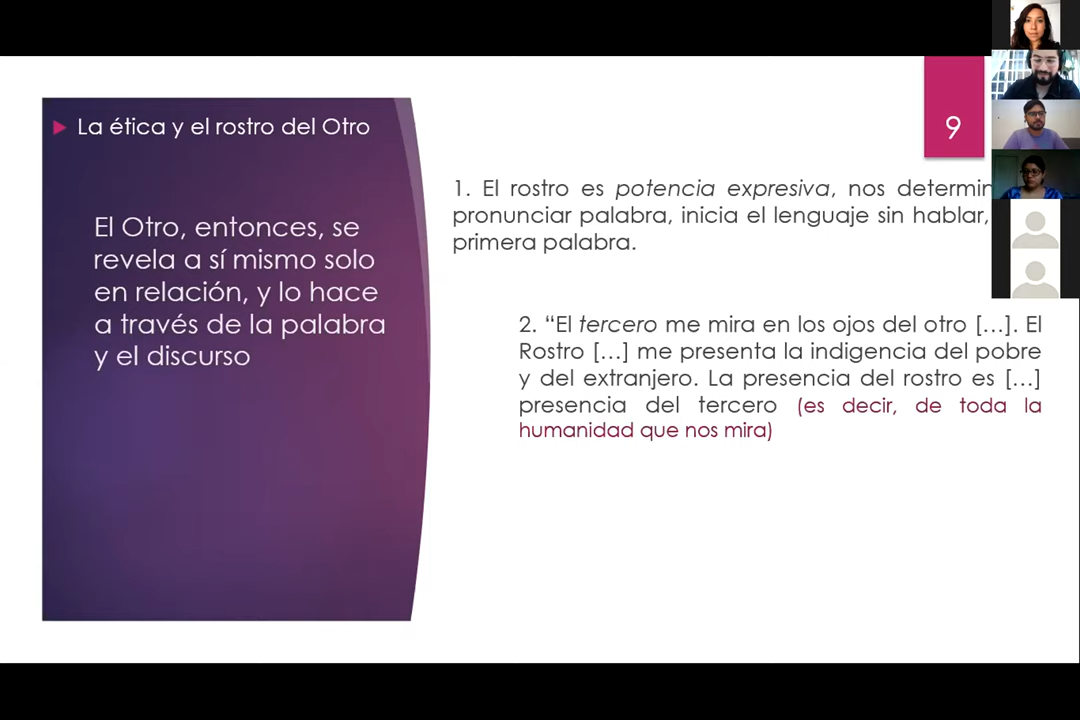 La ética y el rostro del Otro
El Otro, entonces, se
revela a sí mismo solo
en relación, y lo hace
a través de la palabra
y el discurso
9
1. El rostro es potencia expresiva, nos
pronunciar palabra, inicia el lenguaje sin hablar,
primera palabra.
2. “El tercero me mira en los ojos del otro [...]. El
Rostro [...] me presenta la indigencia del pobre
y del extranjero. La presencia del rostro es [...]
presencia del tercero (es decir, de toda la
humanidad que nos mira)